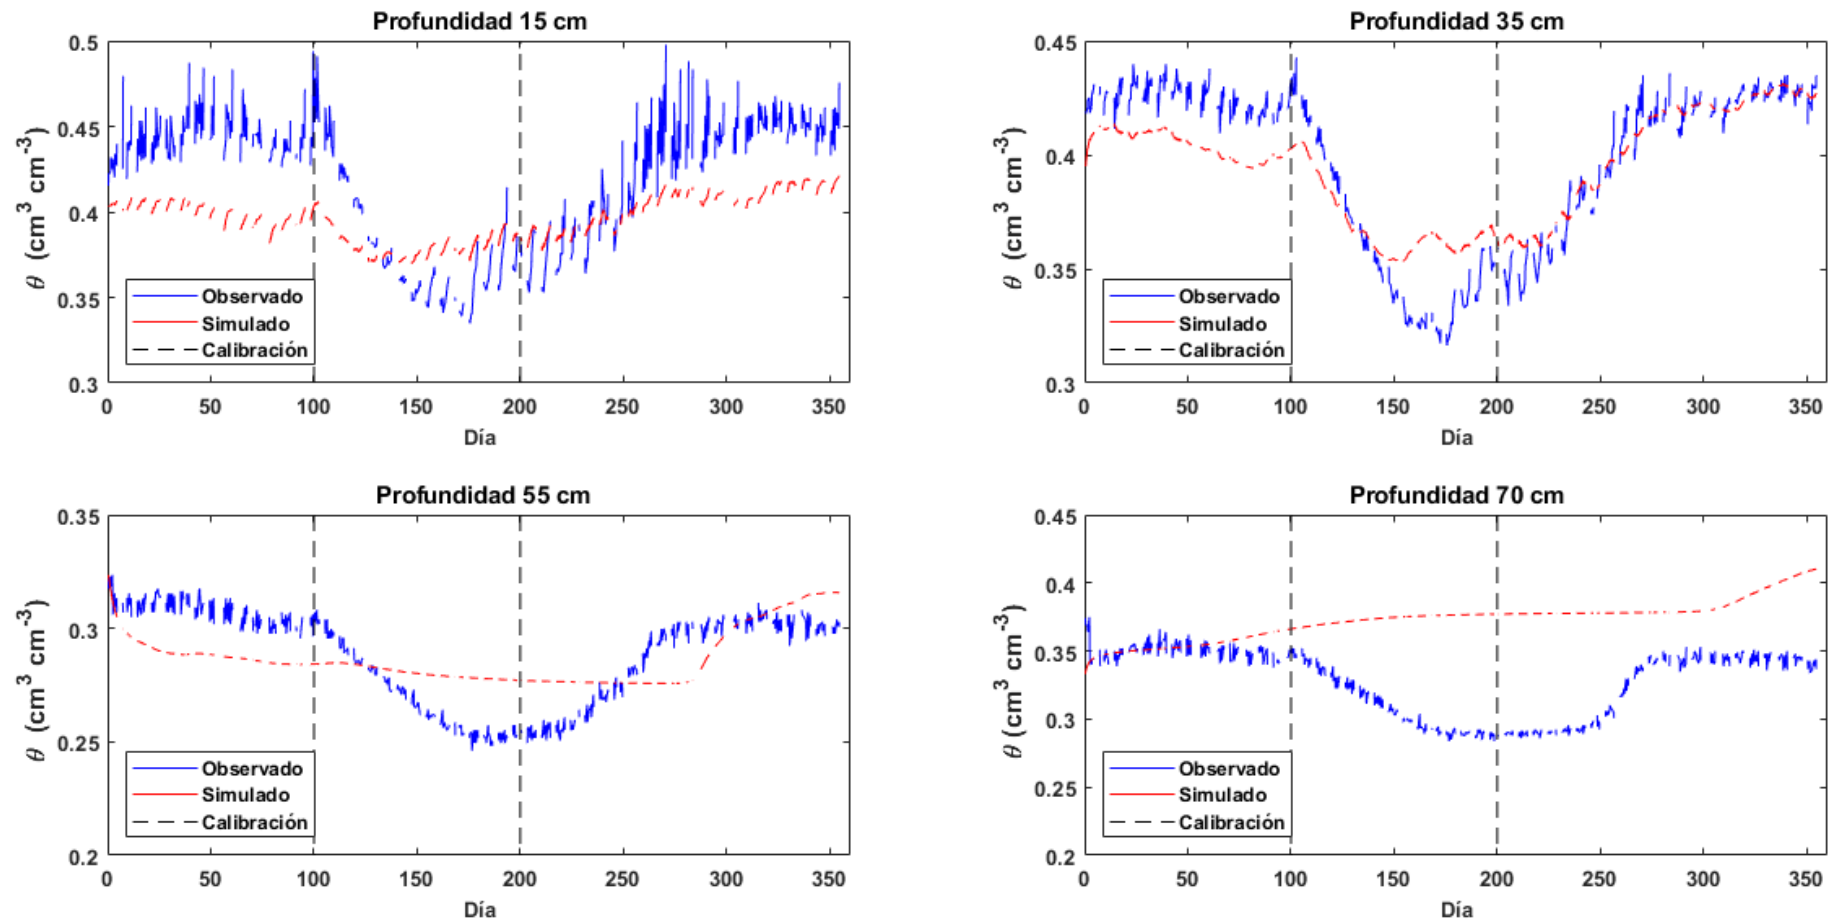 Profundidad 15 cm
θ (cm3 cm-3)
0.5
0.45
0.4
0.35
0.3
Observado
Simulado
Calibración
0 50 100 150 200 250 300 350
Día
Profundidad 35 cm
θ (cm3 cm-3)
0.45
0.4
0.35
0.3
Observado
Simulado
Calibración
0 50 100 150 200 250 300 350
Día
Profundidad 55 cm
θ (cm3 cm-3)
0.35
0.3
0.25
0.2
Observado
Simulado
Calibración
0 50 100 150 200 250 300 350
Día
Profundidad 70 cm
θ (cm3 cm-3)
0.45
0.4
0.35
0.3
0.25
0.2
Observado
Simulado
Calibración
0 50 100 150 200 250 300 350
Día